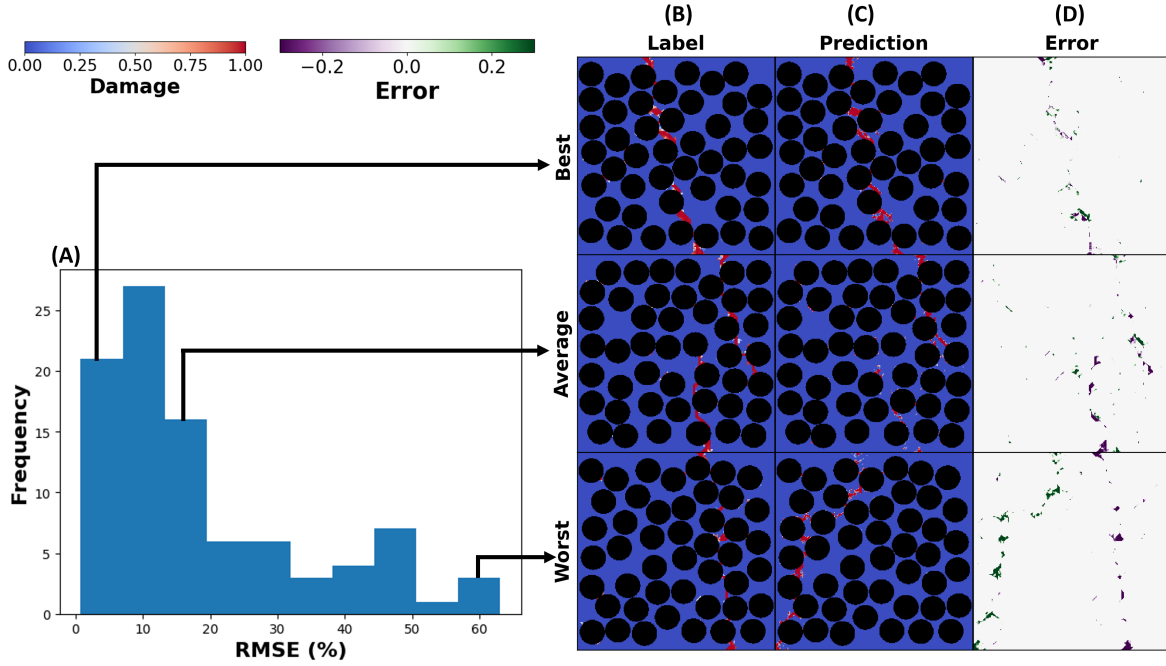 (B) (C) (D)
Label Prediction Error
0.00 0.25 0.50 0.75 1.00
Damage
−0.2 0.0 0.2
Error
Best
Average
Worst
(A)
Frequency
25
20
15
10
5
0
0 10 20 30 40 50 60
RMSE (%)